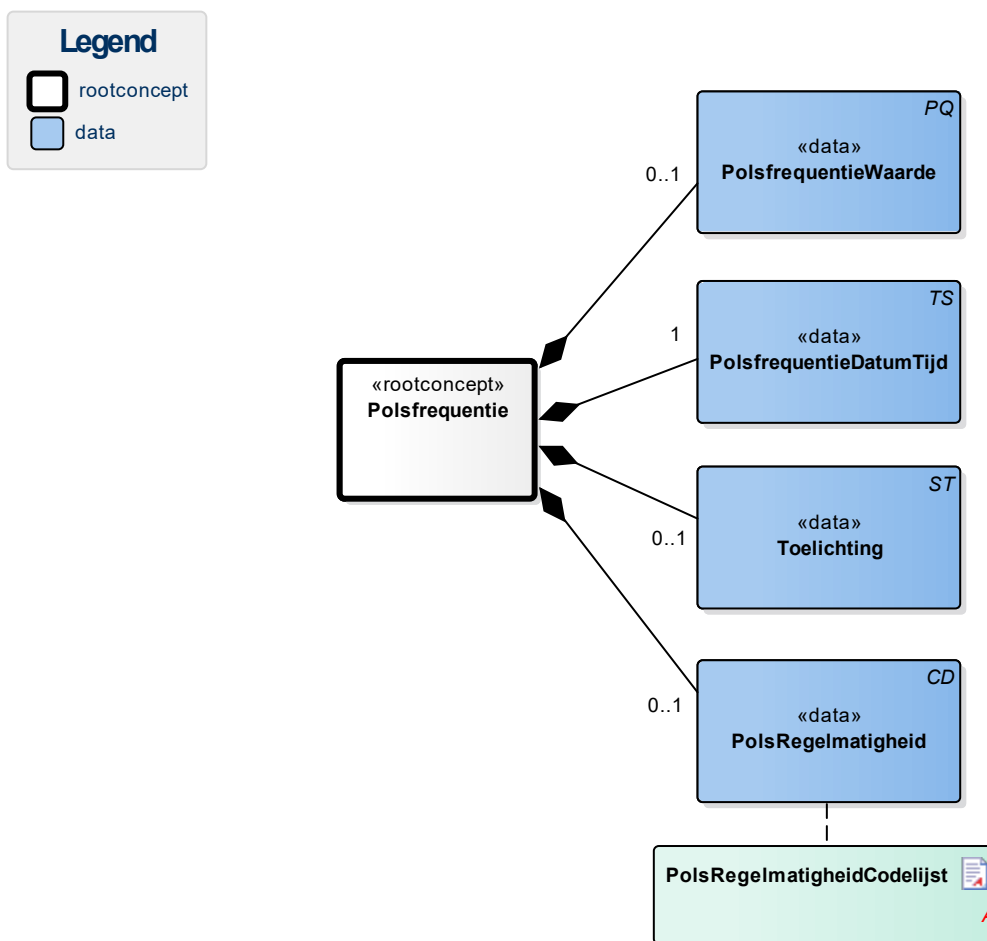 Legend
rootconcept
data
PQ
«data»
PolsfrequentieWaarde
0..1
TS
«data»
PolsfrequentieDatumTijd
1
«rootconcept»
Polsfrequentie
ST
«data»
Toelichting
0..1
CD
«data»
PolsRegelmatigheid
0..1
PolsRegelmatigheidCodelijst